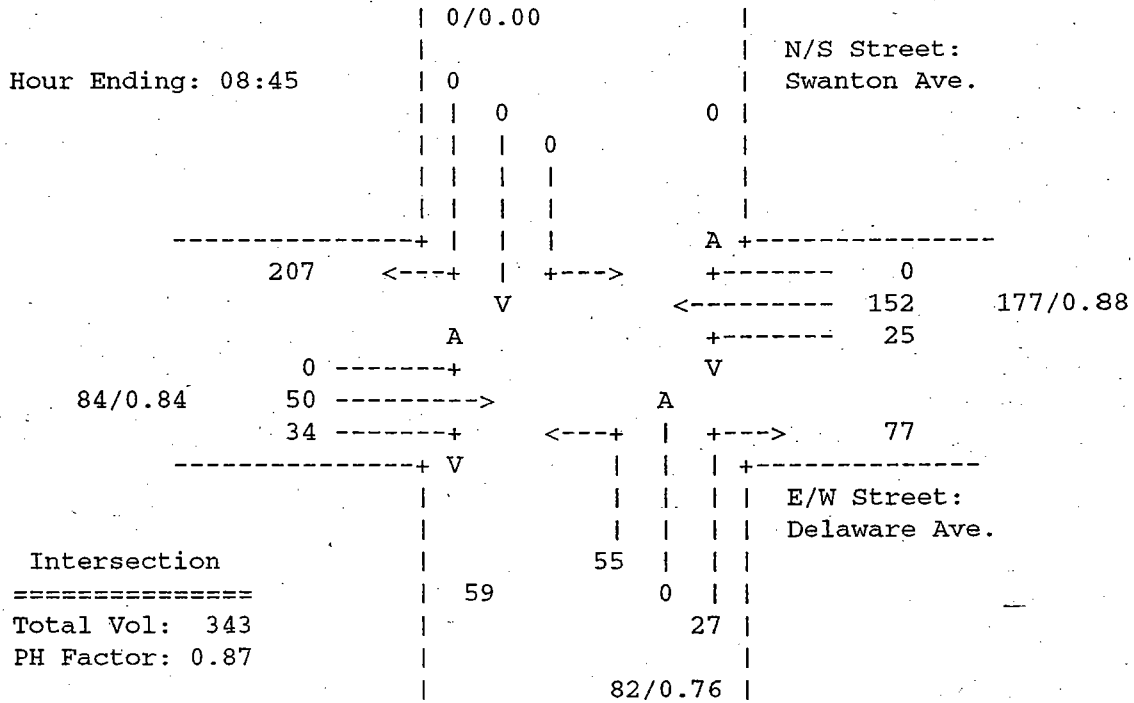 0/0.00
N/S Street:
Hour Ending: 08:45 0 Swanton Ave.
0 0
0
A
207 <---+ +---> +------- 0
V <--------- 152 177/0.88
A +------- 25
0 -------+ V
84/0.84 50 ---------> A
34 -------+ <---+ +---> 77
V
E/W Street:
Delaware Ave.
Intersection 55
=============== 59 0
Total Vol: 343 27
PH Factor: 0.87
82/0.76